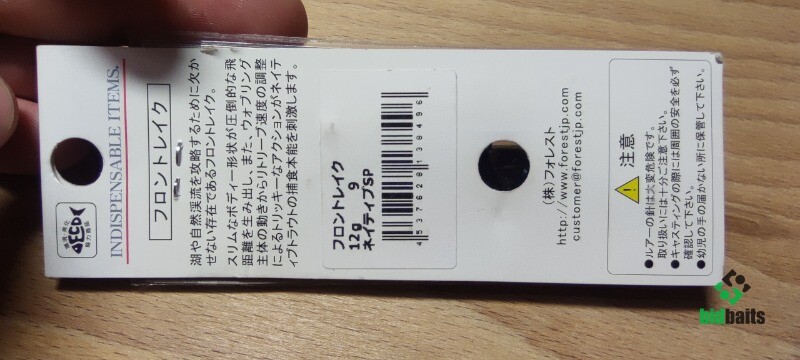 INDISPENSABLE ITEMS.
フロントレイク
湖や自然渓流を攻略するために欠か
せない存在であるフロントレイク。
スリムなボディー形状が圧倒的な飛
距離を生み出し、また、ウォブリング
主体の動きからリトリーブ速度の調整
によるトリッキーなアクションがネイテ
ィブトラウトの捕食本能を刺激します。
フロントレイク
12g 9
ネイティブSP
4 537628 138496
(株)フォレスト
http://www.forestjp.com
customer@forestjp.com
注意
●ルアーの針は大変危険です。
取り扱いには十分ご注意下さい。
●キャスティングの際には周囲の安全を必ず
確認して下さい。
●幼児の手の届かない所に保管して下さい。
bidbaits